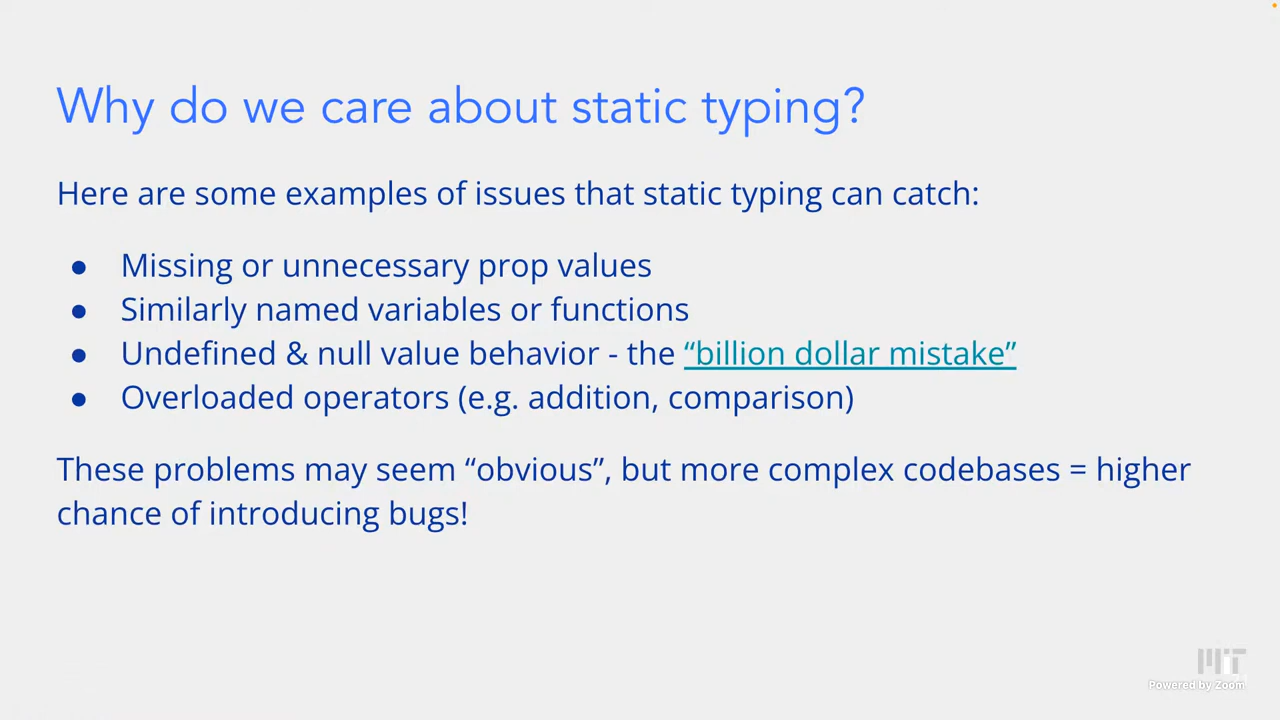 Why do we care about static typing?
Here are some examples of issues that static typing can catch:
● Missing or unnecessary prop values
● Similarly named variables or functions
● Undefined & null value behavior - the “billion dollar mistake”
● Overloaded operators (e.g. addition, comparison)
These problems may seem “obvious”, but more complex codebases = higher
chance of introducing bugs!
MIT
Powered by Zoom